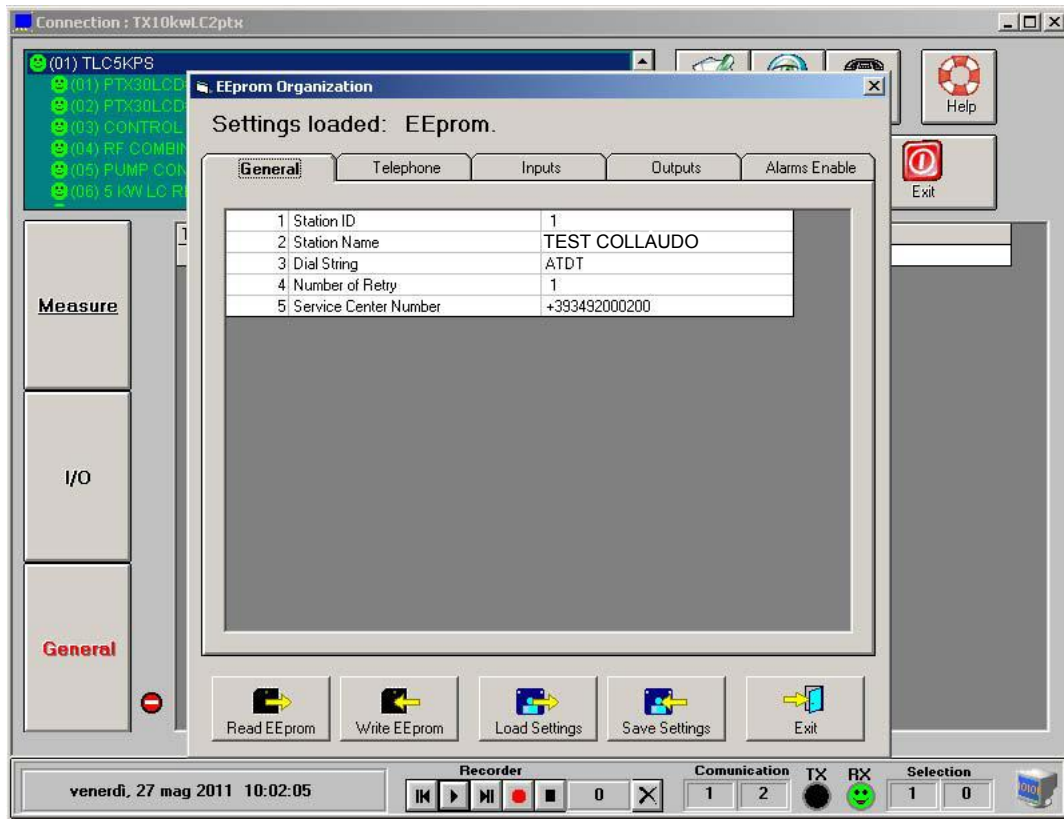 Connection : TX10kwLC2ptx
(01) TLC5KPS
(01) PTX30LCD
(02) PTX30LCD
(03) CONTROL
(04) RF COMBIN
(05) PUMP CON
(06) 5 KW LC R
Help
Exit
EEprom Organization
Settings loaded: EEprom.
General Telephone Inputs Outputs Alarms Enable
1 Station ID 1
2 Station Name TEST COLLAUDO
3 Dial String ATDT
4 Number of Retry 1
5 Service Center Number +393492000200
Measure
I/O
General
Read EEprom Write EEprom Load Settings Save Settings Exit
Recorder Comunication TX RX Selection
venerdì, 27 mag 2011 10:02:05 0 1 2 1 0